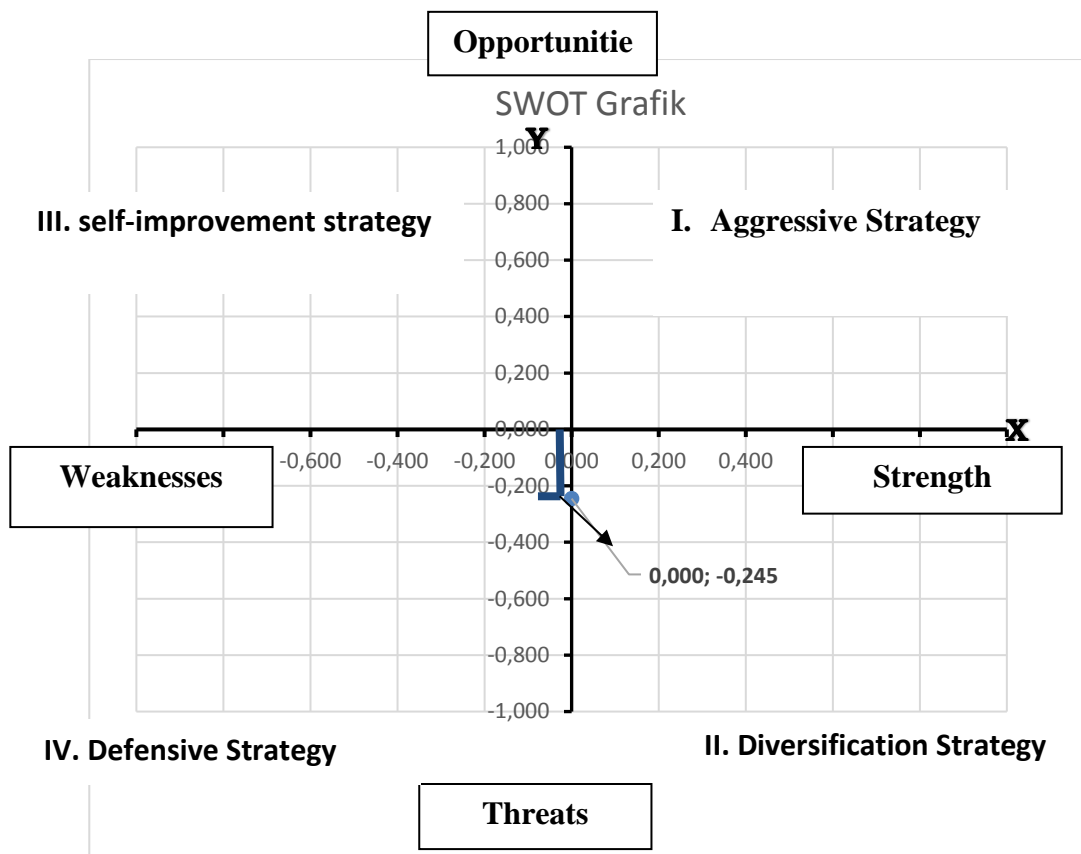 Opportunitie
SWOT Grafik
Y
1,000
0,800
0,600
0,400
0,200
0,000
III. self-improvement strategy
I. Aggressive Strategy
X
Weaknesses
-0,600
-0,400
-0,200
0,000
0,200
0,400
Strength
-0,200
-0,400
-0,600
-0,800
-1,000
0,000; -0,245
IV. Defensive Strategy
II. Diversification Strategy
Threats